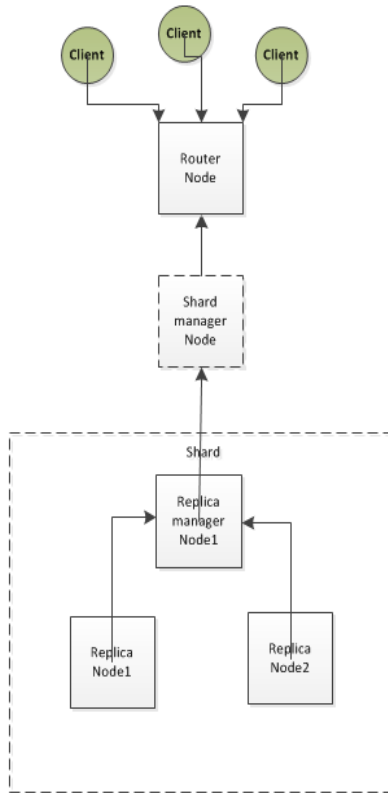 Client
Client
Client
Router
Node
Shard
manager
Node
Shard
Replica
manager
Node1
Replica
Node1
Replica
Node2